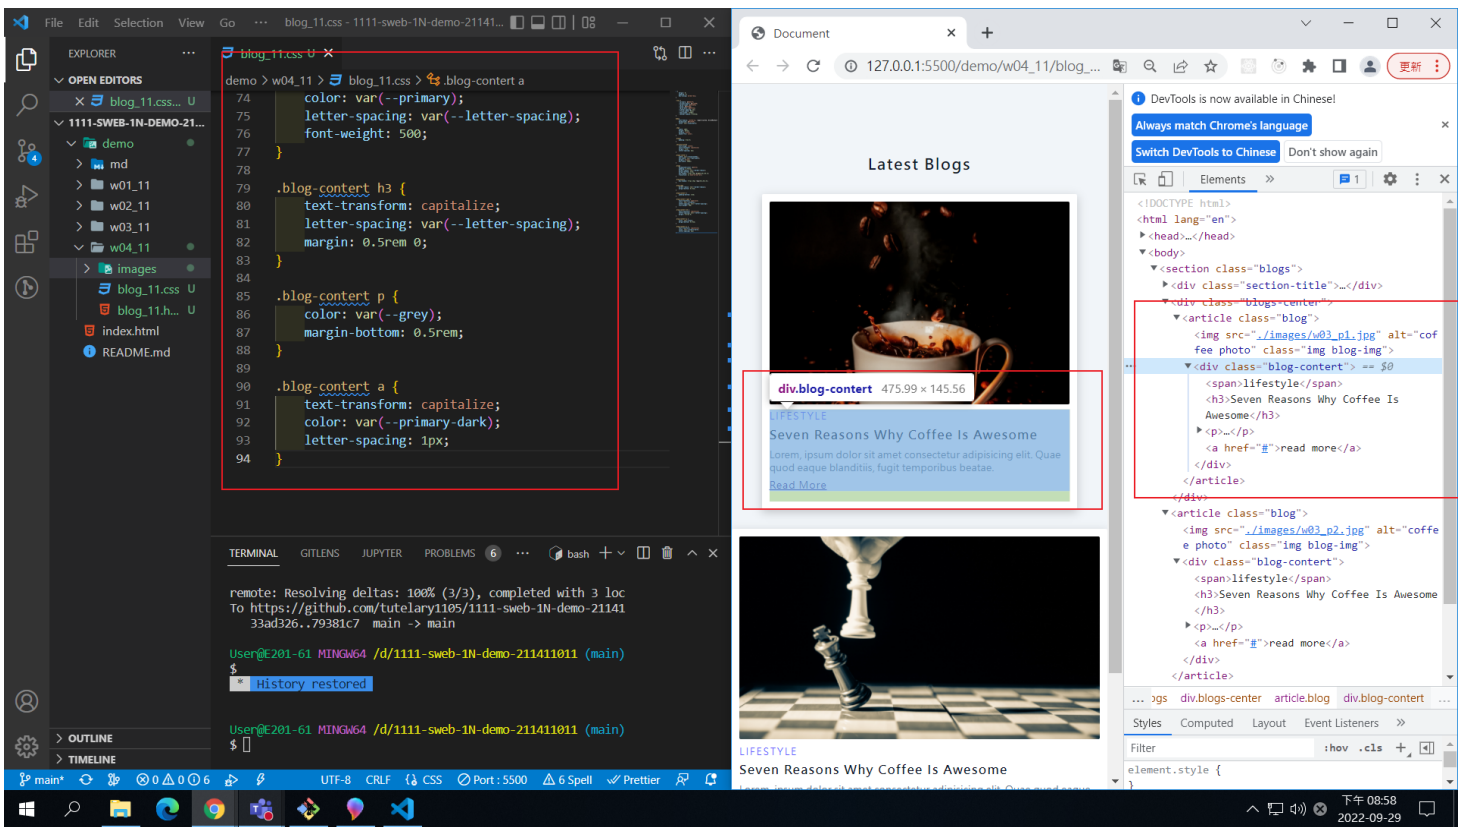 File Edit Selection View Go ··· blog_11.css - 1111-sweb-1N-demo-21141...
EXPLORER ···
OPEN EDITORS
blog_11.css... U
1111-SWEB-1N-DEMO-21...
demo
md
w01_11
w02_11
w03_11
w04_11
images
blog_11.css U
blog_11.h... U
index.html
README.md
OUTLINE
TIMELINE
blog_11.css U
demo > w04_11 > blog_11.css > .blog-contert a
74 color: var(--primary);
75 letter-spacing: var(--letter-spacing);
76 font-weight: 500;
77 }
78
79 .blog-contert h3 {
80 text-transform: capitalize;
81 letter-spacing: var(--letter-spacing);
82 margin: 0.5rem 0;
83 }
84
85 .blog-contert p {
86 color: var(--grey);
87 margin-bottom: 0.5rem;
88 }
89
90 .blog-contert a {
91 text-transform: capitalize;
92 color: var(--primary-dark);
93 letter-spacing: 1px;
94 }
TERMINAL GITLENS JUPYTER PROBLEMS 6 ··· bash
remote: Resolving deltas: 100% (3/3), completed with 3 loc
To https://github.com/tutelary1105/1111-sweb-1N-demo-21141
33ad326..79381c7 main -> main
User@E201-61 MINGW64 /d/1111-sweb-1N-demo-211411011 (main)
$
* History restored
User@E201-61 MINGW64 /d/1111-sweb-1N-demo-211411011 (main)
$
4
main* 0 0 6 UTF-8 CRLF CSS Port : 5500 6 Spell Prettier
Document
127.0.0.1:5500/demo/w04_11/blog_... 更新
Latest Blogs
div.blog-contert 475.99 × 145.56
LIFESTYLE
Seven Reasons Why Coffee Is Awesome
Lorem, ipsum dolor sit amet consectetur adipisicing elit. Quae
quod eaque blanditiis, fugit temporibus beatae.
Read More
LIFESTYLE
Seven Reasons Why Coffee Is Awesome
Lorem, ipsum dolor sit amet consectetur adipisicing elit. Quae quod eaque
DevTools is now available in Chinese!
Always match Chrome's language
Switch DevTools to Chinese Don't show again
Elements 1
<!DOCTYPE html>
<html lang="en">
<head>…</head>
<body>
<section class="blogs">
<div class="section-title">…</div>
<div class="blogs-center">
<article class="blog">
<img src="./images/w03_p1.jpg" alt="cof
fee photo" class="img blog-img">
<div class="blog-contert"> == $0
<span>lifestyle</span>
<h3>Seven Reasons Why Coffee Is
Awesome</h3>
<p>…</p>
<a href="#">read more</a>
</div>
</article>
</div>
<article class="blog">
<img src="./images/w03_p2.jpg" alt="coffe
e photo" class="img blog-img">
<div class="blog-contert">
<span>lifestyle</span>
<h3>Seven Reasons Why Coffee Is Awesome
</h3>
<p>…</p>
<a href="#">read more</a>
</div>
</article>
... ogs div.blogs-center article.blog div.blog-contert ...
Styles Computed Layout Event Listeners
Filter :hov .cls
element.style {
}
下午 08:58
2022-09-29